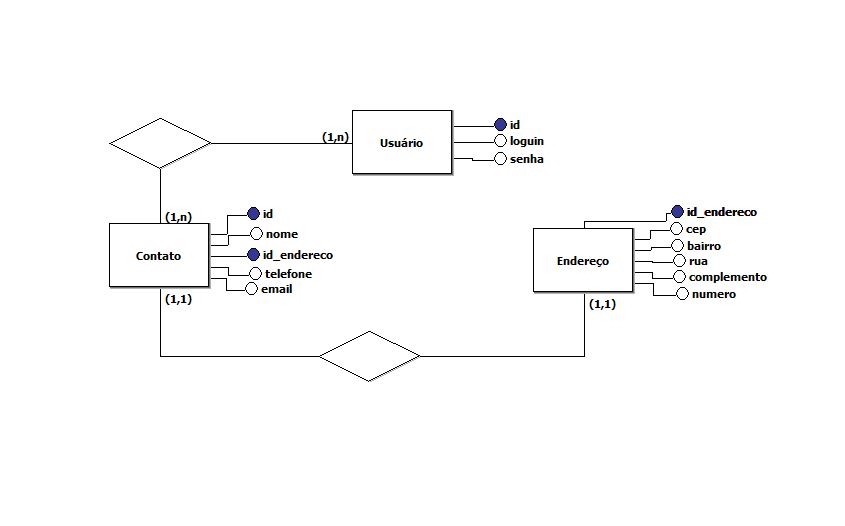 (1,n)
Usuário
id
loguin
senha
(1,n)
Contato
id
nome
id_endereco
telefone
email
(1,1)
Endereço
id_endereco
cep
bairro
rua
complemento
numero
(1,1)